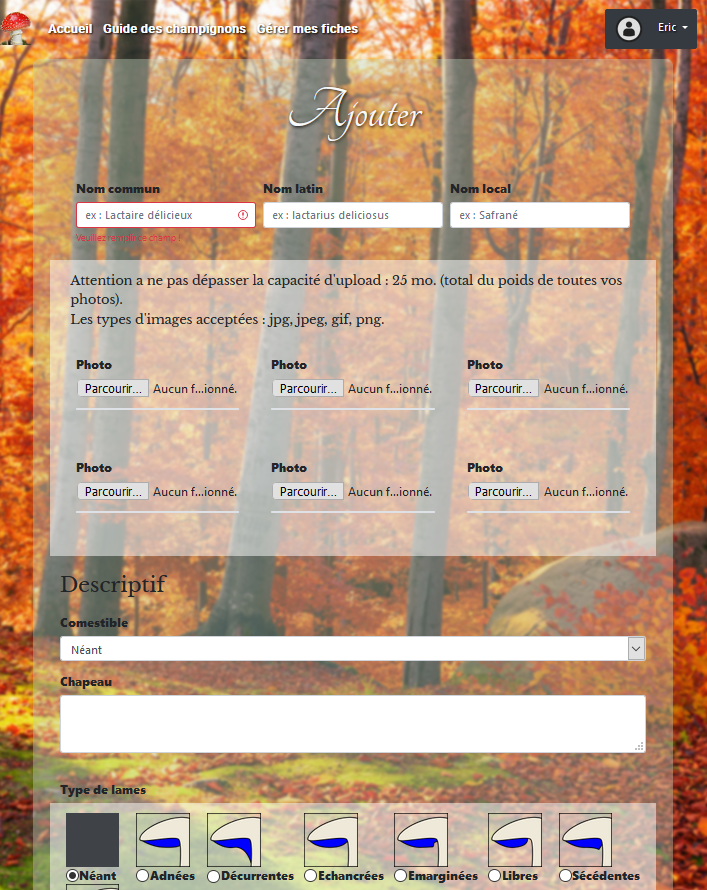 Accueil Guide des champignons Gérer mes fiches Eric
Ajouter
Nom commun Nom latin Nom local
ex : Lactaire délicieux ex : lactarius deliciosus ex : Safrané
Veuillez remplir ce champ !
Attention a ne pas dépasser la capacité d'upload : 25 mo. (total du poids de toutes vos
photos).
Les types d'images acceptées : jpg, jpeg, gif, png.
Photo Photo Photo
Parcourir... Aucun f...ionné. Parcourir... Aucun f...ionné. Parcourir... Aucun f...ionné.
Photo Photo Photo
Parcourir... Aucun f...ionné. Parcourir... Aucun f...ionné. Parcourir... Aucun f...ionné.
Descriptif
Comestible
Néant
Chapeau
Type de lames
Néant Adnées Décurrentes Echancrées Emarginées Libres Sécédentes